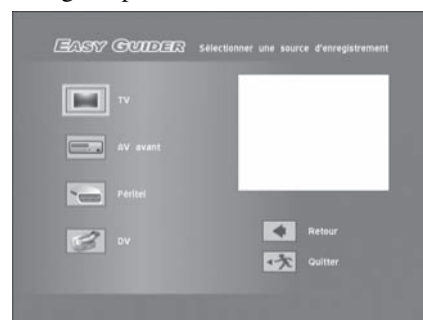 EASY GUIDER Sélectionner une source d'enregistrement
TV
AV avant
Péritel
DV
Retour
Quitter